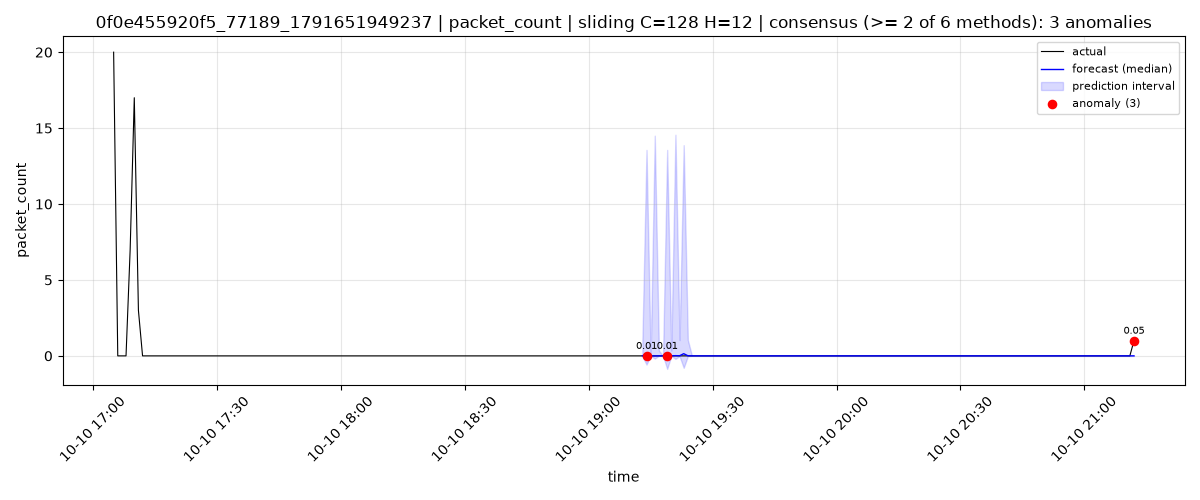 0f0e455920f5_77189_1791651949237 | packet_count | sliding C=128 H=12 | consensus (>= 2 of 6 methods): 3 anomalies
actual
forecast (median)
prediction interval
anomaly (3)
packet_count
20
15
10
5
0
0.01
0.01
0.05
10-10 17:00
10-10 17:30
10-10 18:00
10-10 18:30
10-10 19:00
10-10 19:30
10-10 20:00
10-10 20:30
10-10 21:00
time